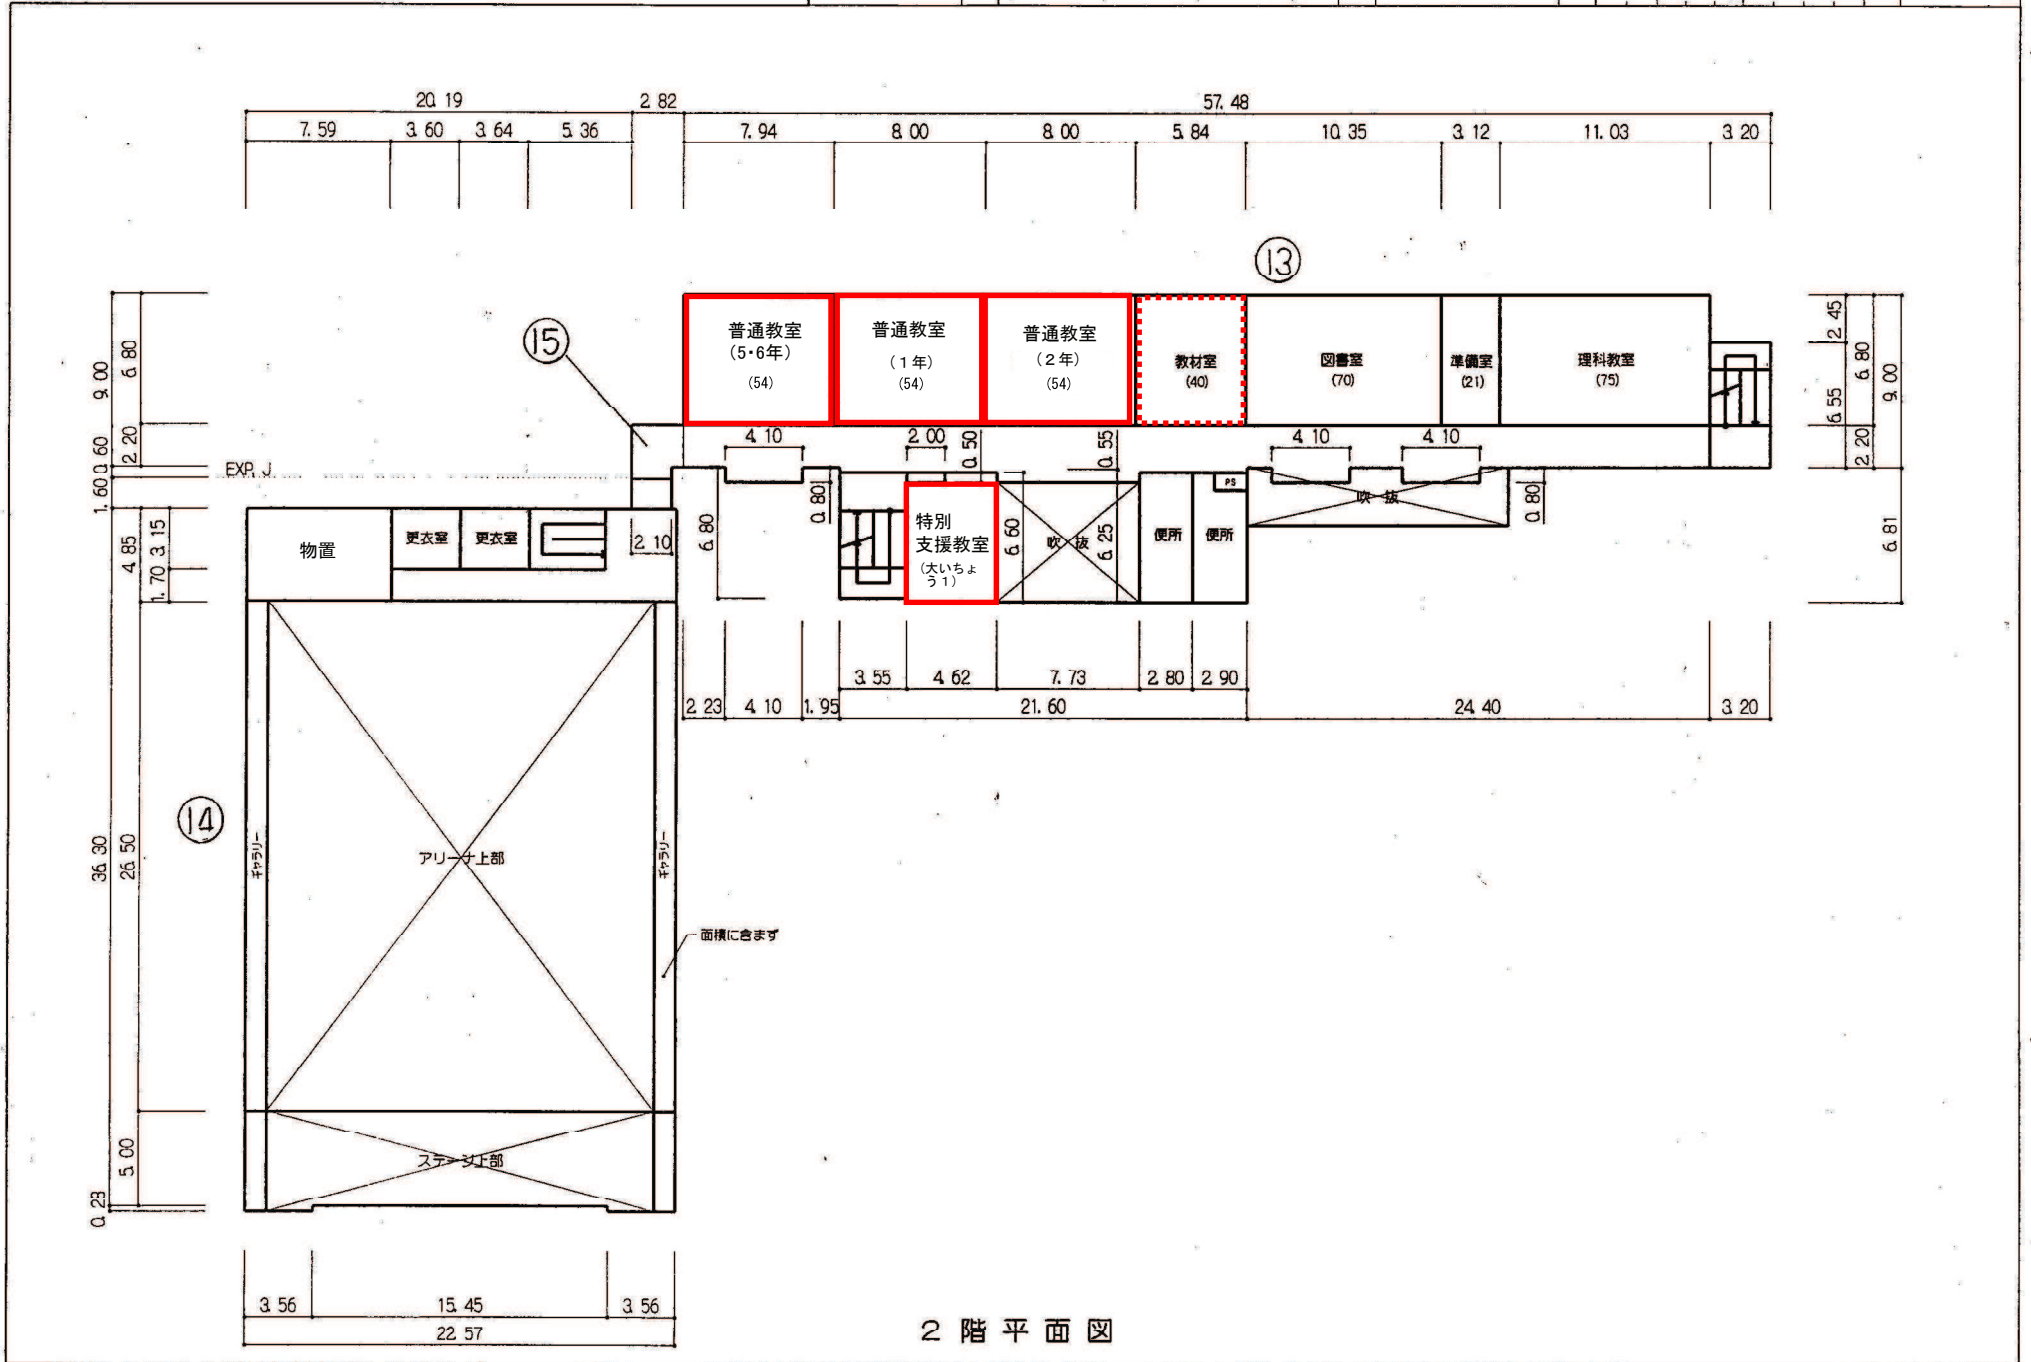 20.19 2.82 57.48
7.59 3.60 3.64 5.36 7.94 8.00 8.00 5.84 10.35 3.12 11.03 3.20
⑬
⑮
⑭
普通教室
(5・6年)
(54)
普通教室
(1年)
(54)
普通教室
(2年)
(54)
教材室
(40)
図書室
(70)
準備室
(21)
理科教室
(75)
9.00
6.80
2.20
0.60
1.60
4.85
3.15
1.70
36.30
26.50
5.00
0.23
2.45
6.55
6.80
2.20
9.00
6.81
EXP. J
4.10
2.00
0.50
0.55
4.10
4.10
0.80
6.80
2.10
6.60
6.25
0.80
PS
吹抜
吹抜
便所
便所
特別
支援教室
(大いちょ
う1)
物置
更衣室
更衣室
3.55 4.62 7.73 2.80 2.90
2.23 4.10 1.95 21.60 24.40 3.20
ギャラリー
ギャラリー
アリーナ上部
面積に含まず
ステージ上部
3.56 15.45 3.56
22.57
2階平面図